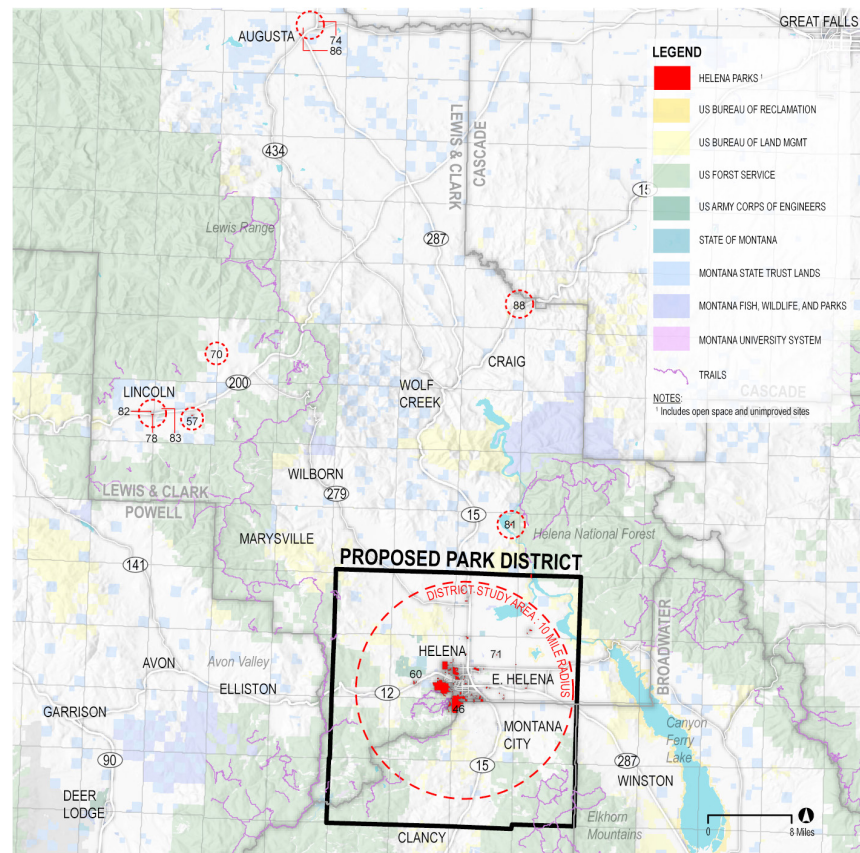 GREAT FALLS
AUGUSTA
74
86
LEGEND
HELENA PARKS ¹
US BUREAU OF RECLAMATION
US BUREAU OF LAND MGMT
US FORST SERVICE
US ARMY CORPS OF ENGINEERS
STATE OF MONTANA
MONTANA STATE TRUST LANDS
MONTANA FISH, WILDLIFE, AND PARKS
MONTANA UNIVERSITY SYSTEM
TRAILS
NOTES:
¹ Includes open space and unimproved sites
LEWIS & CLARK
CASCADE
434
15
Lewis Range
287
88
70
CRAIG
LINCOLN
200
WOLF
CREEK
CASCADE
82
57
78
83
WILBORN
279
LEWIS & CLARK
POWELL
15
81
Helena National Forest
MARYSVILLE
141
PROPOSED PARK DISTRICT
DISTRICT STUDY AREA : 10 MILE RADIUS
BROADWATER
HELENA
71
AVON
Avon Valley
60
E. HELENA
ELLISTON
12
46
GARRISON
MONTANA
CITY
Canyon
Ferry
Lake
90
15
287
WINSTON
DEER
LODGE
Elkhorn
Mountains
CLANCY
0
8 Miles